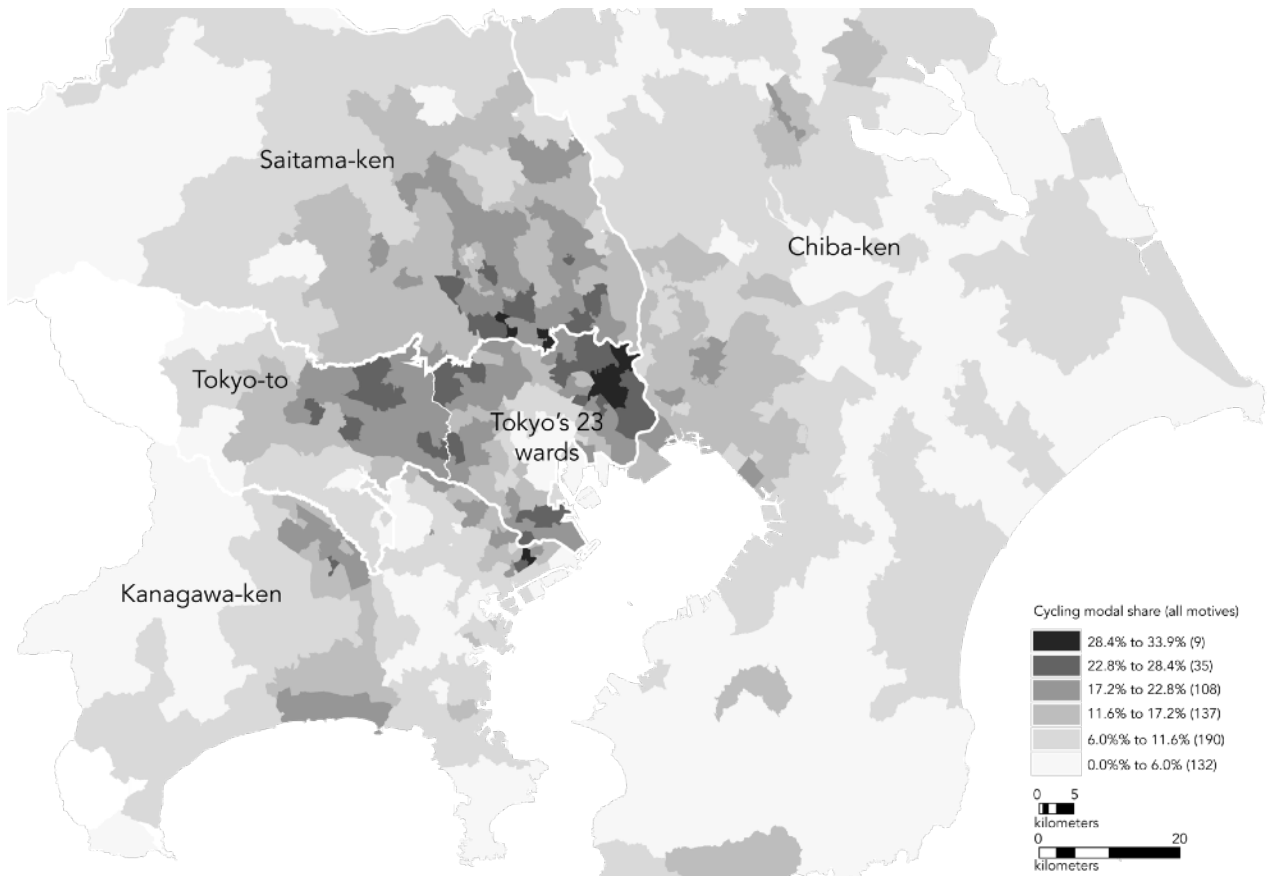 Saitama-ken
Chiba-ken
Tokyo-to
Tokyo's 23
wards
Kanagawa-ken
Cycling modal share (all motives)
28.4% to 33.9% (9)
22.8% to 28.4% (35)
17.2% to 22.8% (108)
11.6% to 17.2% (137)
6.0%% to 11.6% (190)
0.0%% to 6.0% (132)
0 5
kilometers
0 20
kilometers